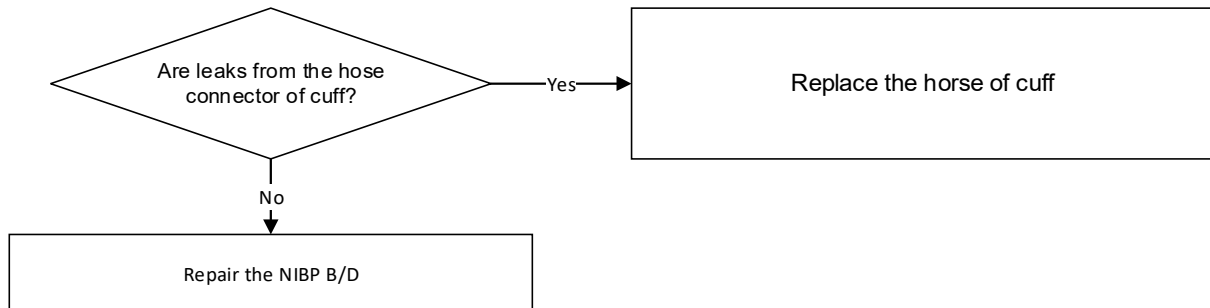 Are leaks from the hose
connector of cuff?
Yes
Replace the horse of cuff
No
Repair the NIBP B/D